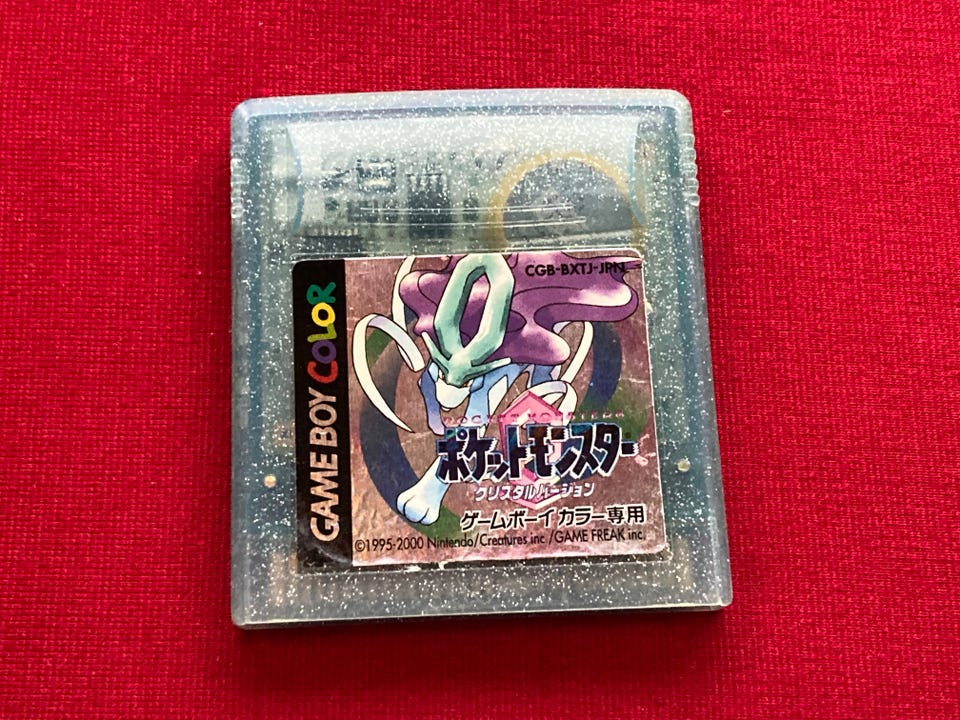 CGB-BXTJ-JPN
GAME BOY COLOR
POCKET MONSTERS
ポケットモンスター
クリスタルバージョン
ゲームボーイ カラー専用
©1995-2000 Nintendo/Creatures inc./GAME FREAK inc.